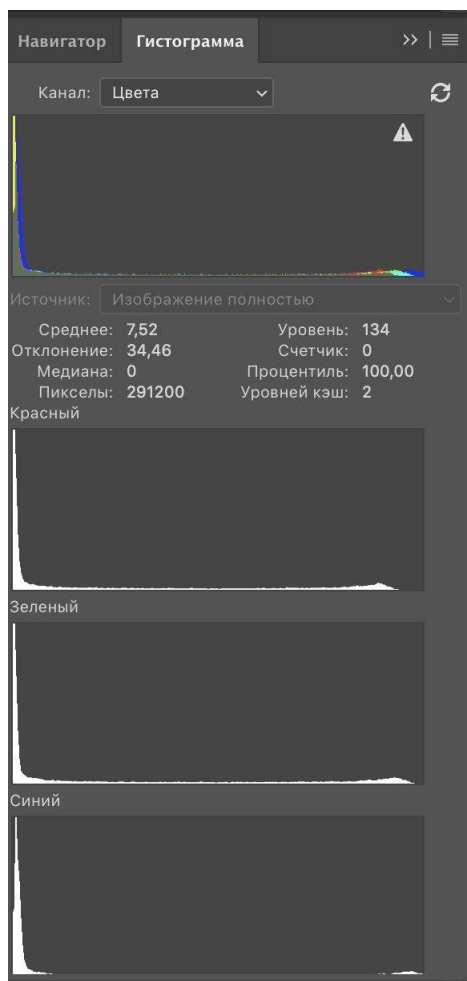 Навигатор Гистограмма
Канал: Цвета
Источник: Изображение полностью
Среднее: 7,52 Уровень: 134
Отклонение: 34,46 Счетчик: 0
Медиана: 0 Процентиль: 100,00
Пикселы: 291200 Уровней кэш: 2
Красный
Зеленый
Синий